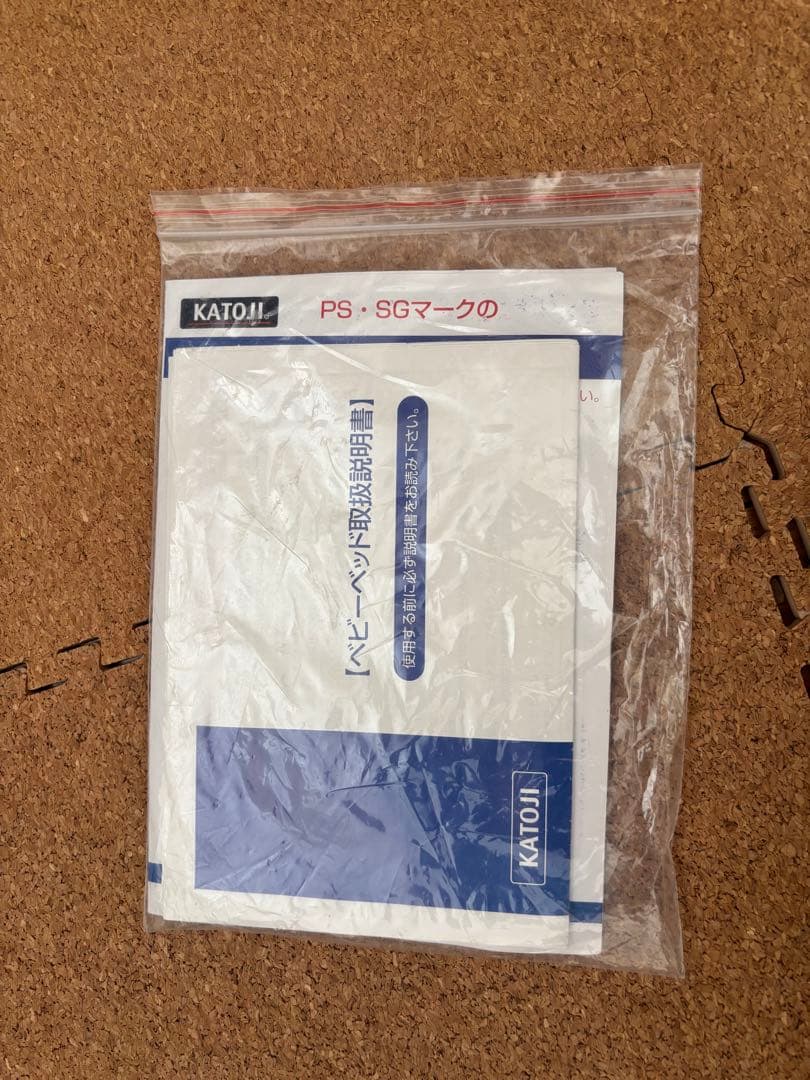 KATOJI
PS・SGマークの
い。
【ベビーベッド取扱説明書】
使用する前に必ず説明書をお読み下さい。
KATOJI